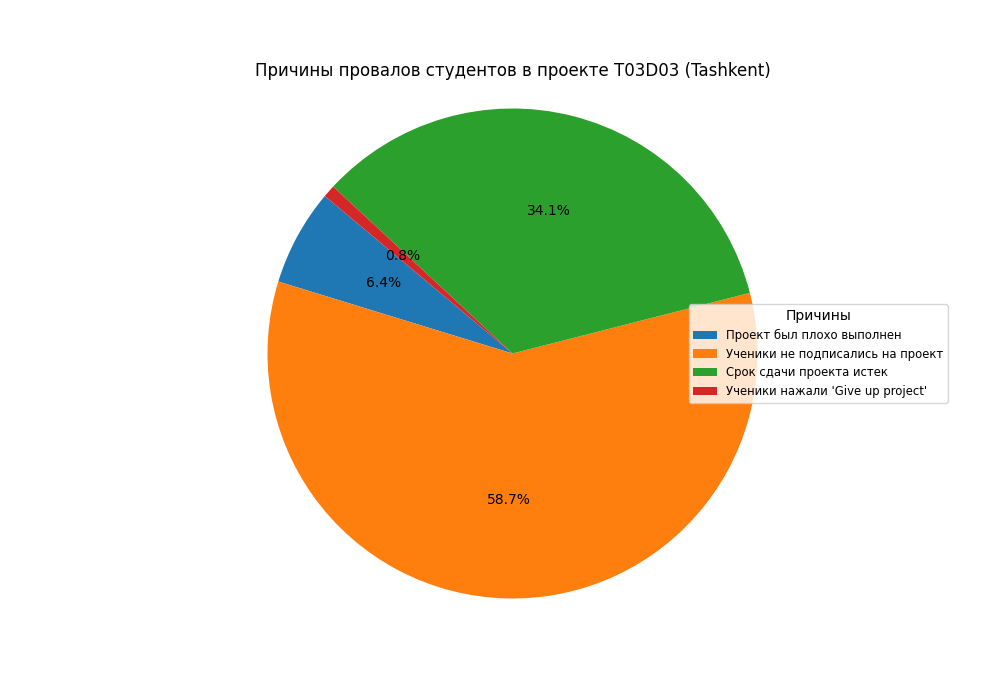 Причины провалов студентов в проекте T03D03 (Tashkent)
34.1%
0.8%
6.4%
58.7%
Причины
Проект был плохо выполнен
Ученики не подписались на проект
Срок сдачи проекта истек
Ученики нажали 'Give up project'